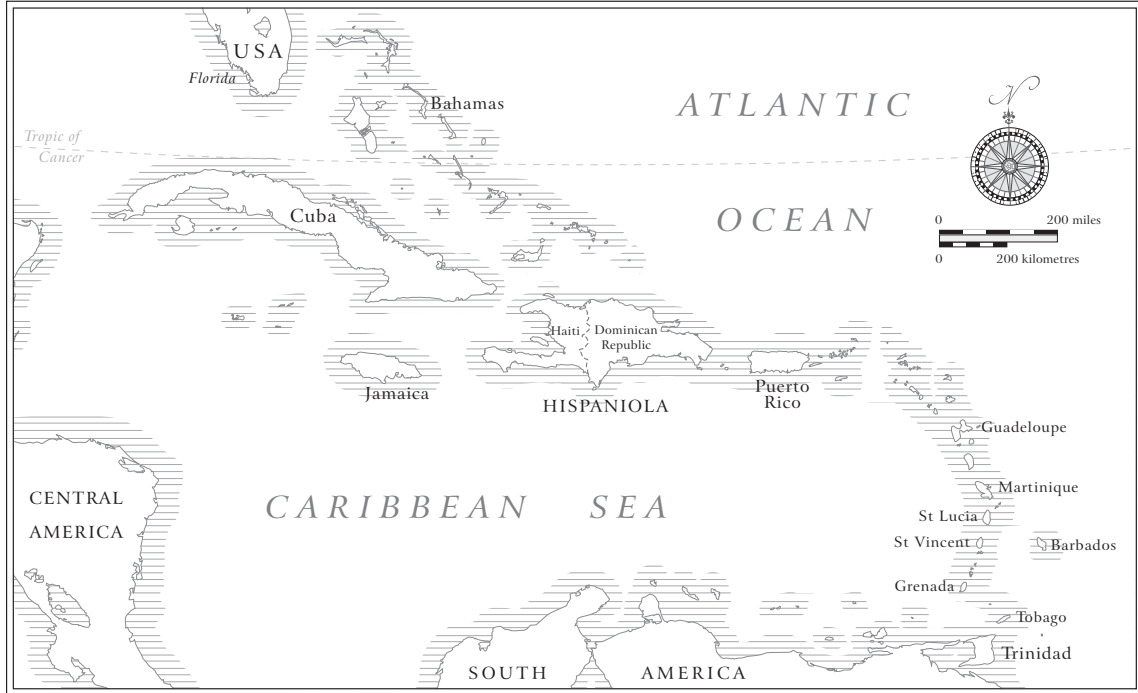 USA
Florida
Bahamas
ATLANTIC
N
Tropic of
Cancer
Cuba
OCEAN
0 200 miles
0 200 kilometres
Haiti
Dominican
Republic
Jamaica
HISPANIOLA
Puerto
Rico
Guadeloupe
CENTRAL
AMERICA
CARIBBEAN SEA
Martinique
St Lucia
St Vincent
Barbados
Grenada
Tobago
Trinidad
SOUTH AMERICA